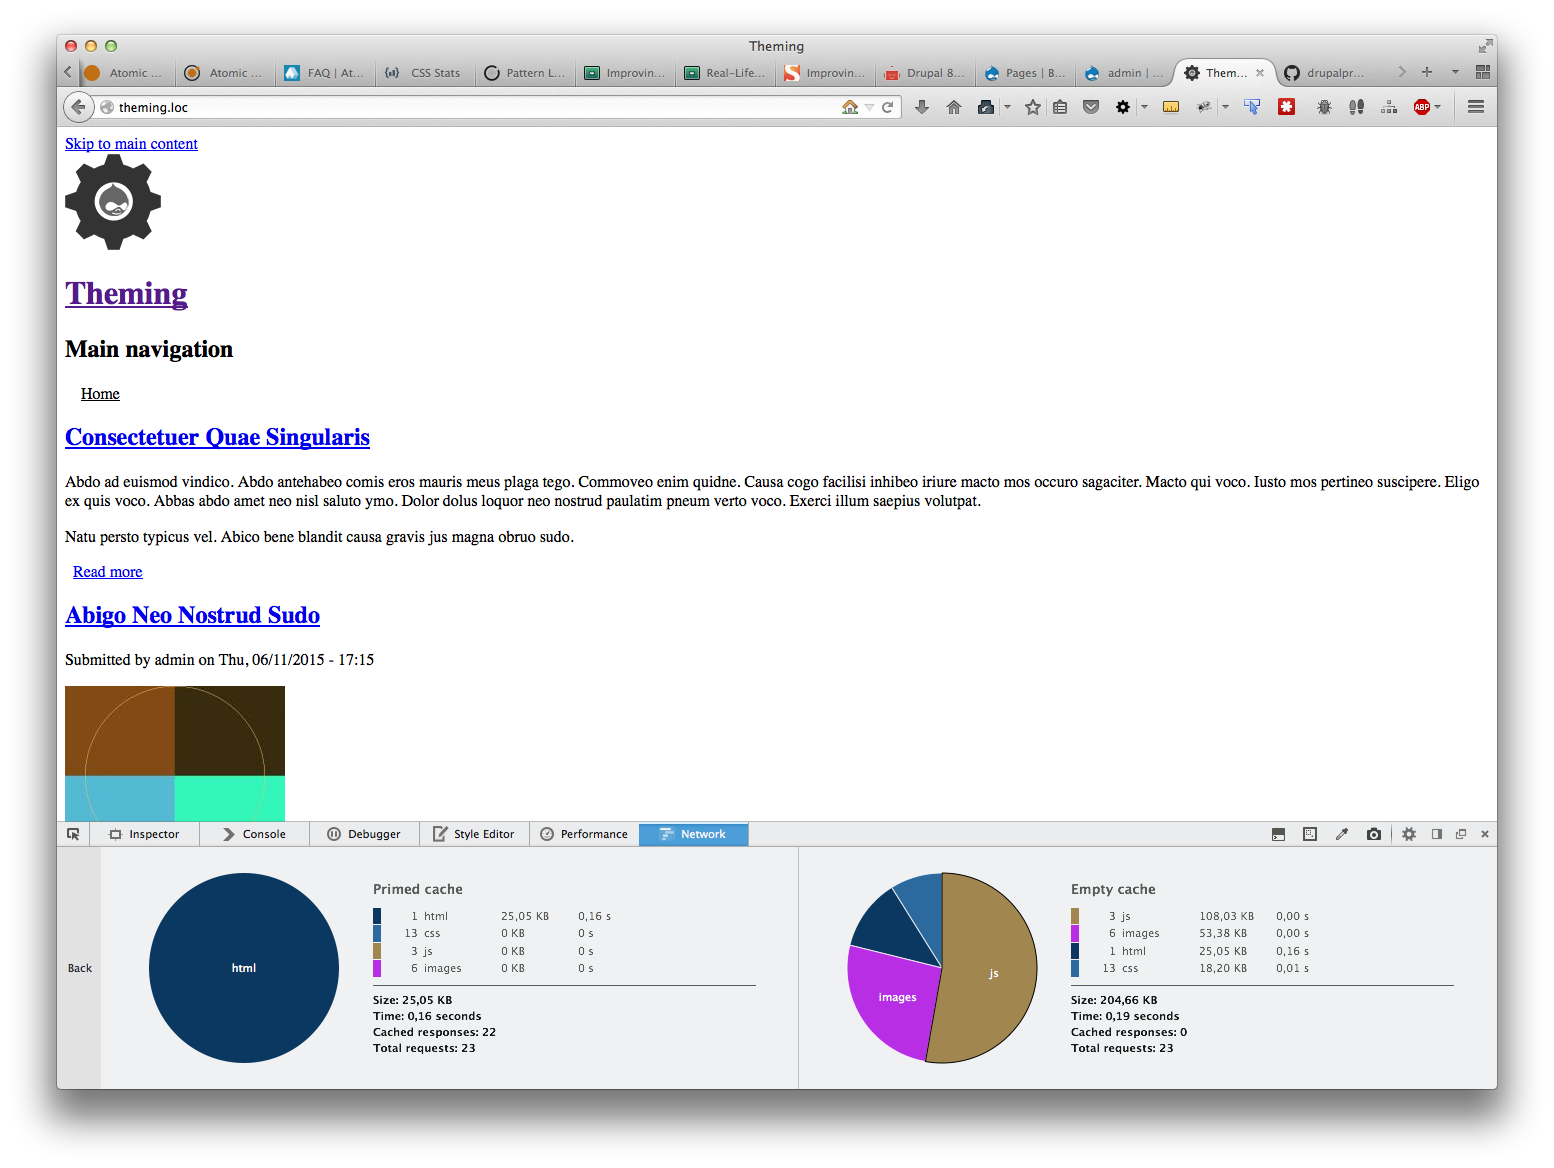 Theming
Atomic ...
Atomic ...
FAQ | At...
CSS Stats
Pattern L...
Improvin...
Real-Life...
Improvin...
Drupal 8...
Pages | B...
admin | ...
Them...
drupalpr...
theming.loc
ABP
Skip to main content
Theming
Main navigation
Home
Consectetuer Quae Singularis
Abdo ad euismod vindico. Abdo antehabeo comis eros mauris meus plaga tego. Commoveo enim quidne. Causa cogo facilisi inhibeo iriure macto mos occuro sagaciter. Macto qui voco. Iusto mos pertineo suscipere. Eligo
ex quis voco. Abbas abdo amet neo nisl saluto ymo. Dolor dolus loquor neo nostrud paulatim pneum verto voco. Exerci illum saepius volutpat.
Natu persto typicus vel. Abico bene blandit causa gravis jus magna obruo sudo.
Read more
Abigo Neo Nostrud Sudo
Submitted by admin on Thu, 06/11/2015 - 17:15
Inspector
Console
Debugger
Style Editor
Performance
Network
Back
html
Primed cache
1 html 25,05 KB 0,16 s
13 css 0 KB 0 s
3 js 0 KB 0 s
6 images 0 KB 0 s
Size: 25,05 KB
Time: 0,16 seconds
Cached responses: 22
Total requests: 23
js
images
Empty cache
3 js 108,03 KB 0,00 s
6 images 53,38 KB 0,00 s
1 html 25,05 KB 0,16 s
13 css 18,20 KB 0,01 s
Size: 204,66 KB
Time: 0,19 seconds
Cached responses: 0
Total requests: 23